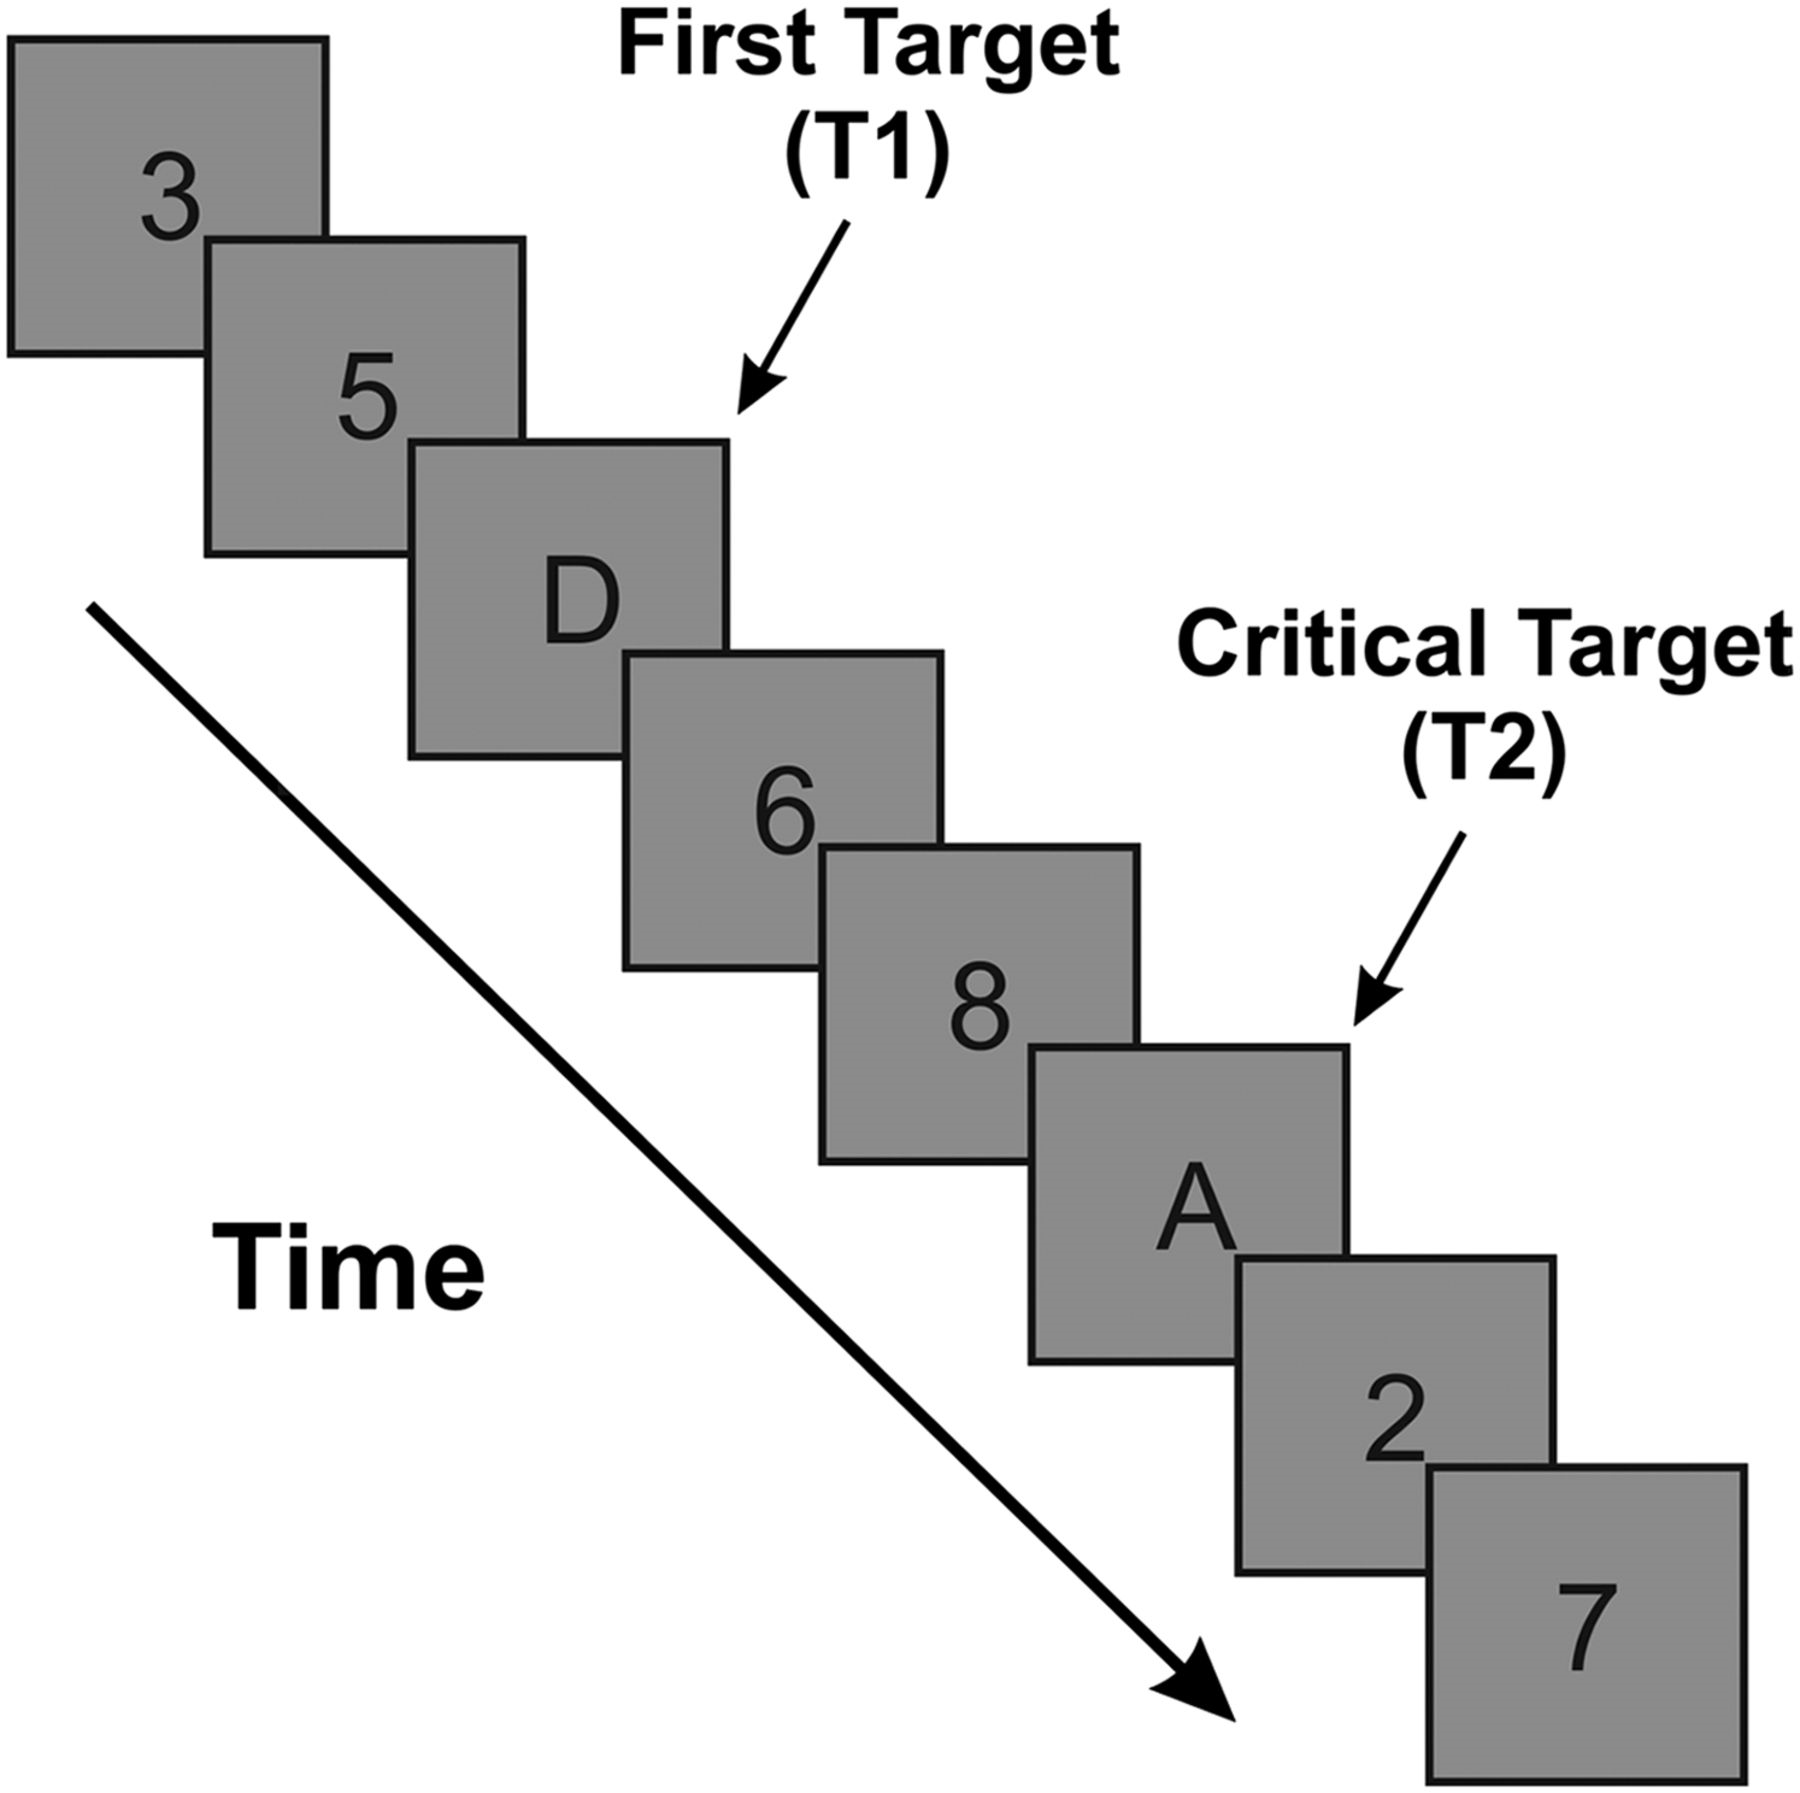 First Target
(T1)
3
5
D
6
Critical Target
(T2)
8
A
Time
2
7